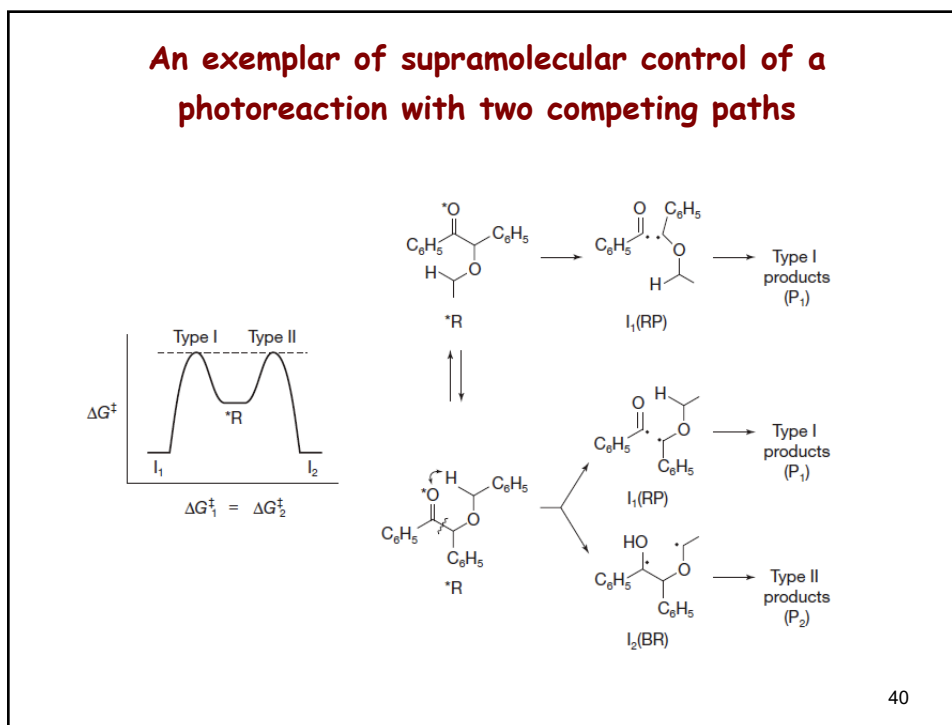 An exemplar of supramolecular control of a
photoreaction with two competing paths
*O
C₆H₅
C₆H₅
H
O
*R
O
C₆H₅
C₆H₅
O
H
I₁(RP)
Type I
products
(P₁)
Type I
Type II
ΔG‡
*R
I₁
I₂
ΔG‡₁ = ΔG‡₂
H
*O
C₆H₅
O
C₆H₅
C₆H₅
*R
H
O
O
C₆H₅
C₆H₅
I₁(RP)
Type I
products
(P₁)
HO
O
C₆H₅
C₆H₅
I₂(BR)
Type II
products
(P₂)
40